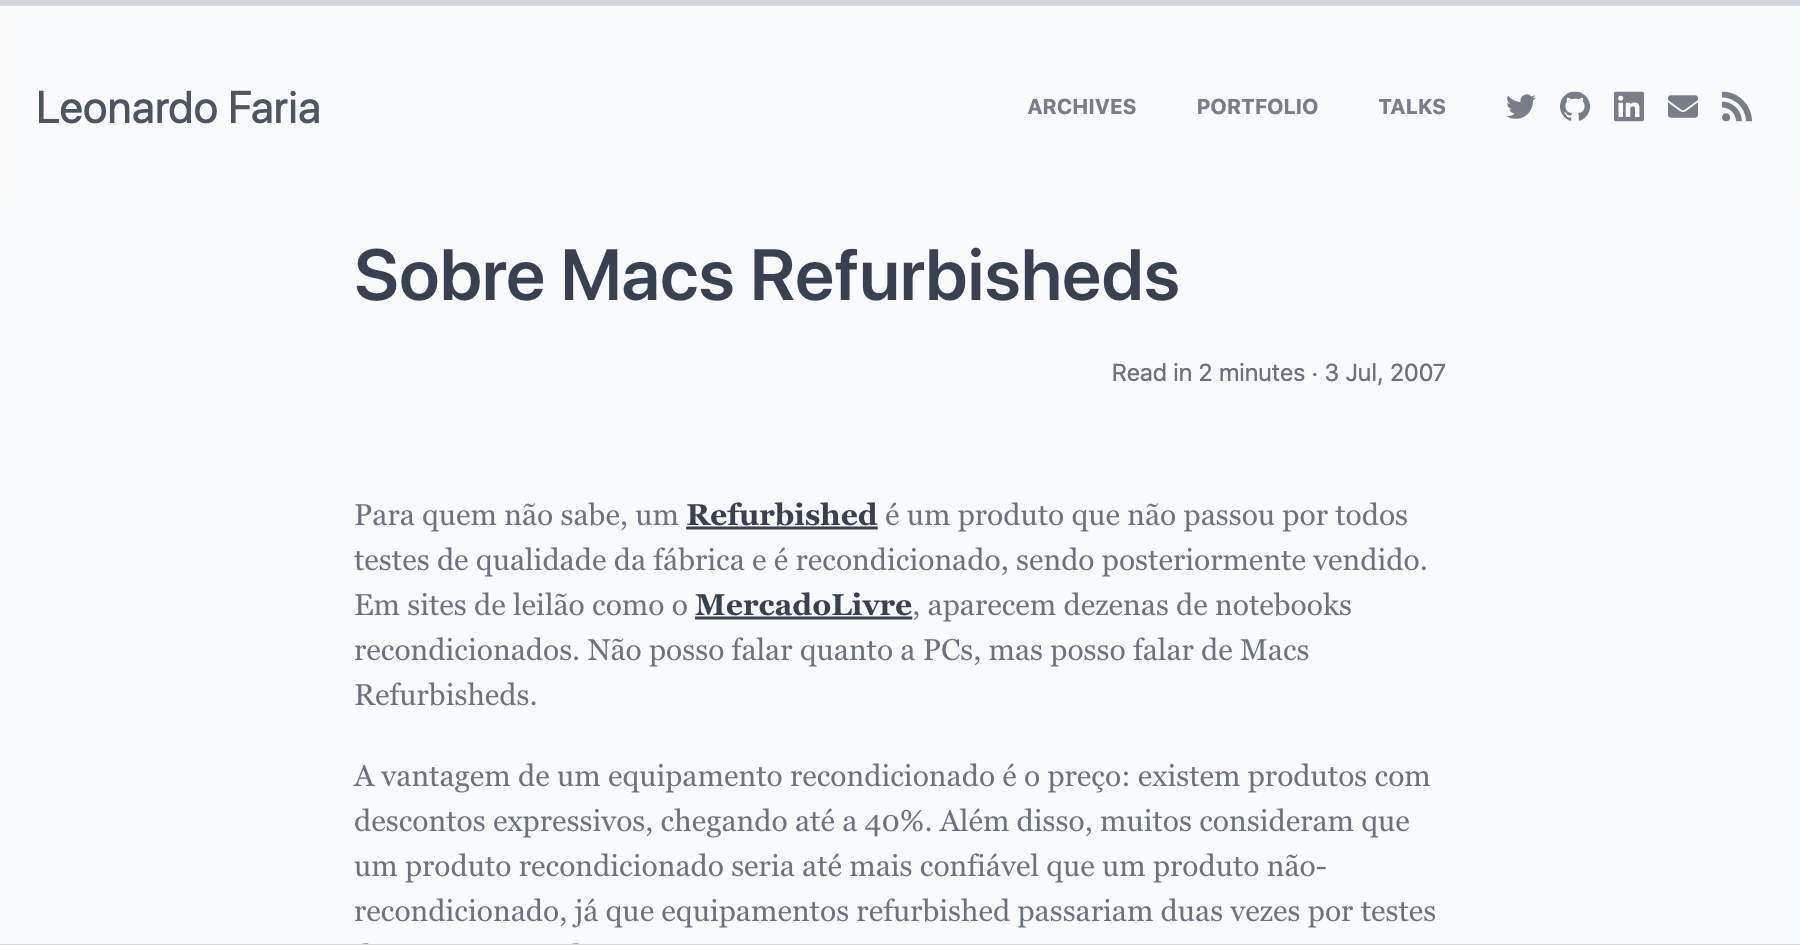 Leonardo Faria
ARCHIVES PORTFOLIO TALKS
Sobre Macs Refurbisheds
Read in 2 minutes · 3 Jul, 2007
Para quem não sabe, um Refurbished é um produto que não passou por todos
testes de qualidade da fábrica e é recondicionado, sendo posteriormente vendido.
Em sites de leilão como o MercadoLivre, aparecem dezenas de notebooks
recondicionados. Não posso falar quanto a PCs, mas posso falar de Macs
Refurbisheds.
A vantagem de um equipamento recondicionado é o preço: existem produtos com
descontos expressivos, chegando até a 40%. Além disso, muitos consideram que
um produto recondicionado seria até mais confiável que um produto não-
recondicionado, já que equipamentos refurbished passariam duas vezes por testes